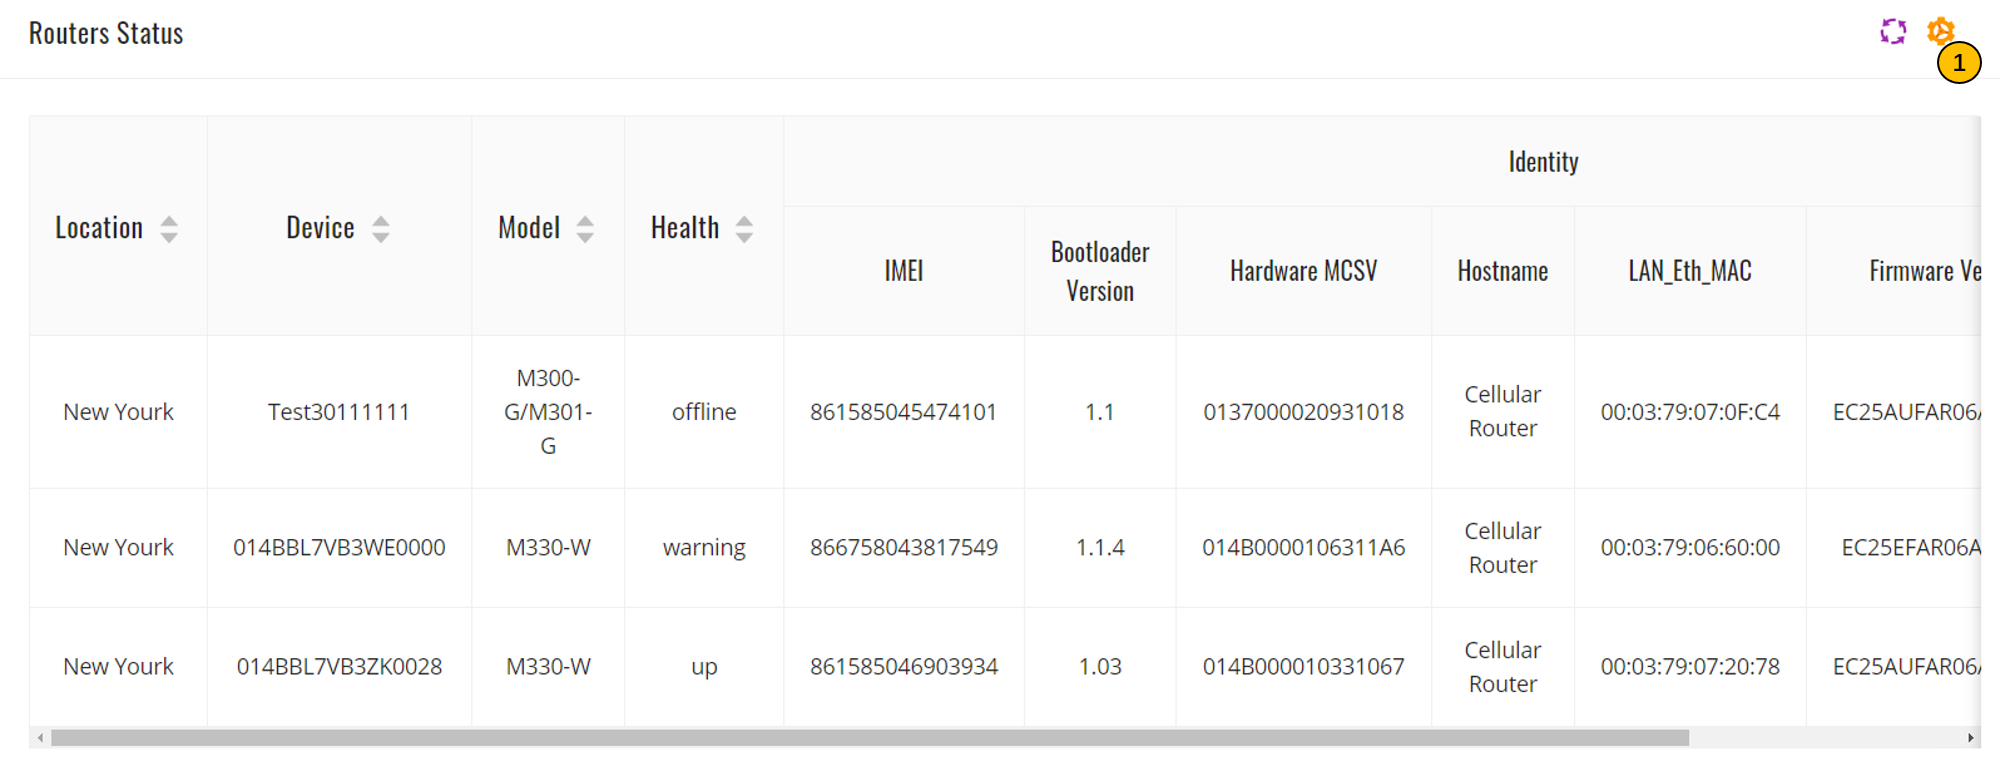 Routers Status
1
Identity
Location
Device
Model
Health
IMEI
Bootloader
Version
Hardware MCSV
Hostname
LAN_Eth_MAC
Firmware Ve
New Yourk
Test30111111
M300-
G/M301-
G
offline
861585045474101
1.1
0137000020931018
Cellular
Router
00:03:79:07:0F:C4
EC25AUFAR06A
New Yourk
014BBL7VB3WE0000
M330-W
warning
866758043817549
1.1.4
014B0000106311A6
Cellular
Router
00:03:79:06:60:00
EC25EFAR06A
New Yourk
014BBL7VB3ZK0028
M330-W
up
861585046903934
1.03
014B000010331067
Cellular
Router
00:03:79:07:20:78
EC25AUFAR06A